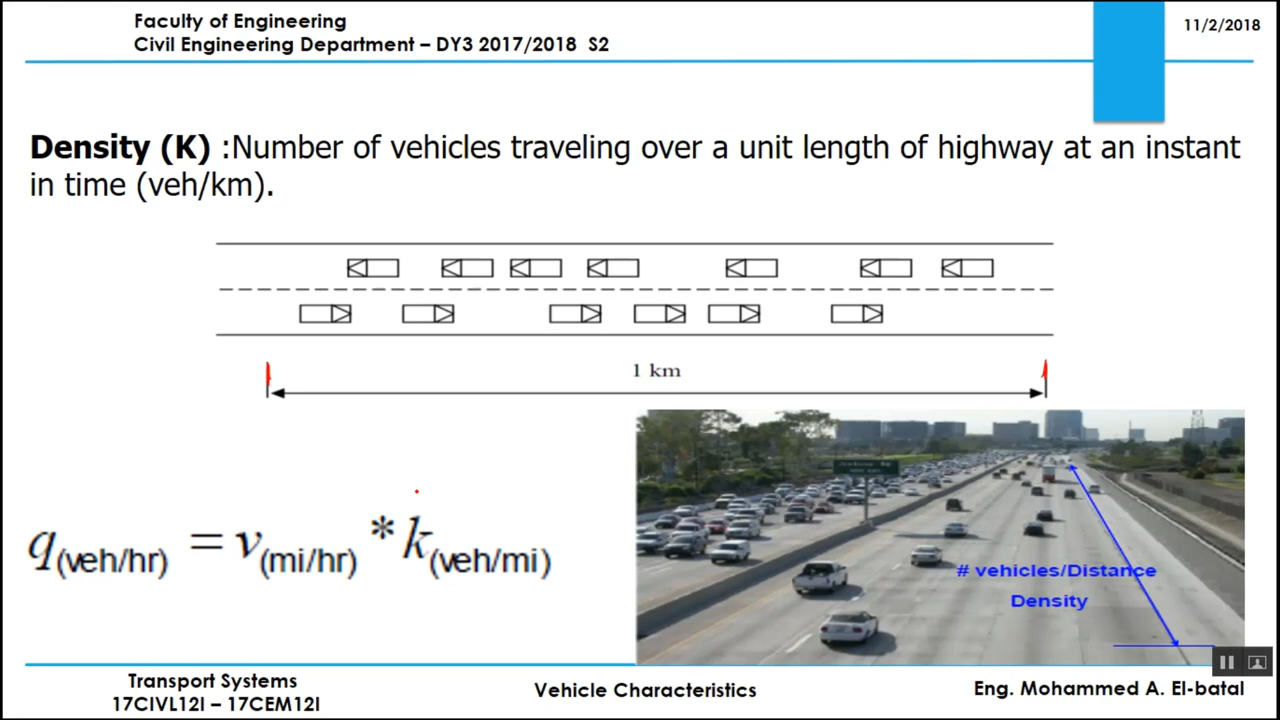 Faculty of Engineering
Civil Engineering Department – DY3 2017/2018 S2
11/2/2018
Density (K) :Number of vehicles traveling over a unit length of highway at an instant
in time (veh/km).
1 km
q(veh/hr) = v(mi/hr) * k(veh/mi)
# vehicles/Distance
Density
Transport Systems
17CIVL12I – 17CEM12I
Vehicle Characteristics
Eng. Mohammed A. El-batal